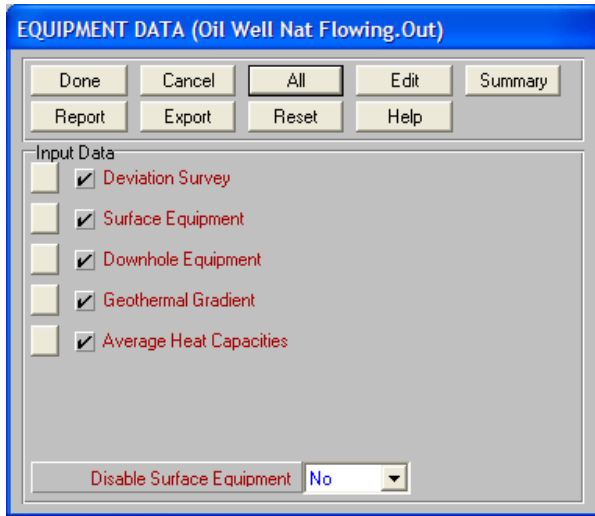 EQUIPMENT DATA (Oil Well Nat Flowing.Out)
Done Cancel All Edit Summary
Report Export Reset Help
Input Data
Deviation Survey
Surface Equipment
Downhole Equipment
Geothermal Gradient
Average Heat Capacities
Disable Surface Equipment No